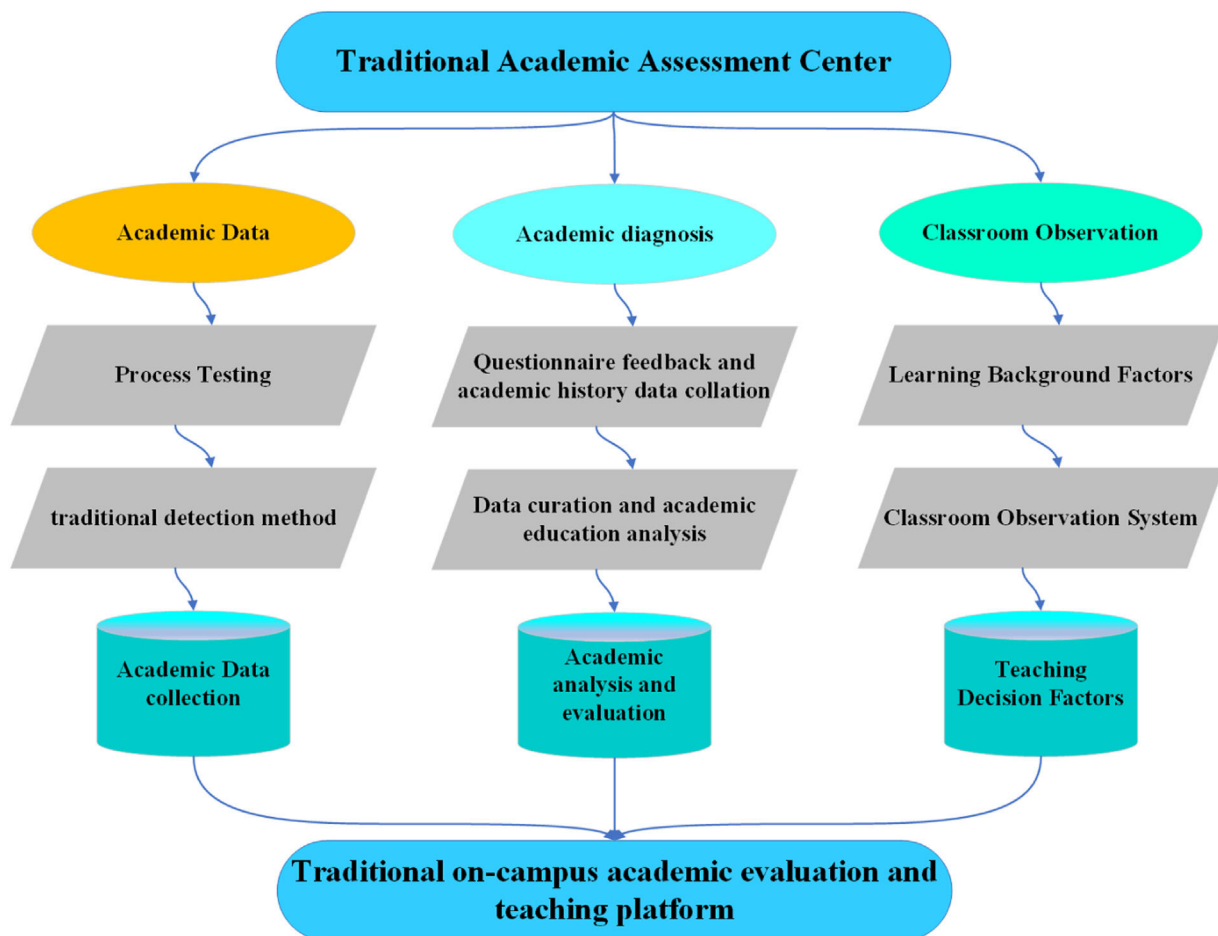 Traditional Academic Assessment Center
Academic Data
Academic diagnosis
Classroom Observation
Process Testing
Questionnaire feedback and
academic history data collation
Learning Background Factors
traditional detection method
Data curation and academic
education analysis
Classroom Observation System
Academic Data
collection
Academic
analysis and
evaluation
Teaching
Decision Factors
Traditional on-campus academic evaluation and
teaching platform